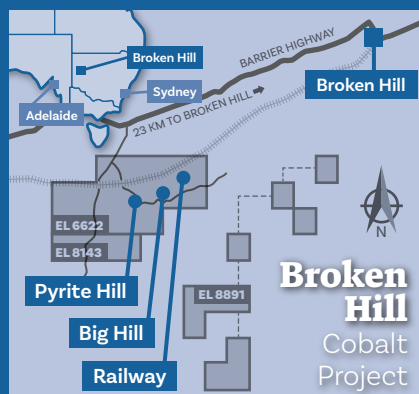 Broken Hill
Sydney
Adelaide
BARRIER HIGHWAY
23 KM TO BROKEN HILL
Broken Hill
EL 6622
EL 8143
EL 8891
N
Pyrite Hill
Big Hill
Railway
Broken
Hill
Cobalt
Project